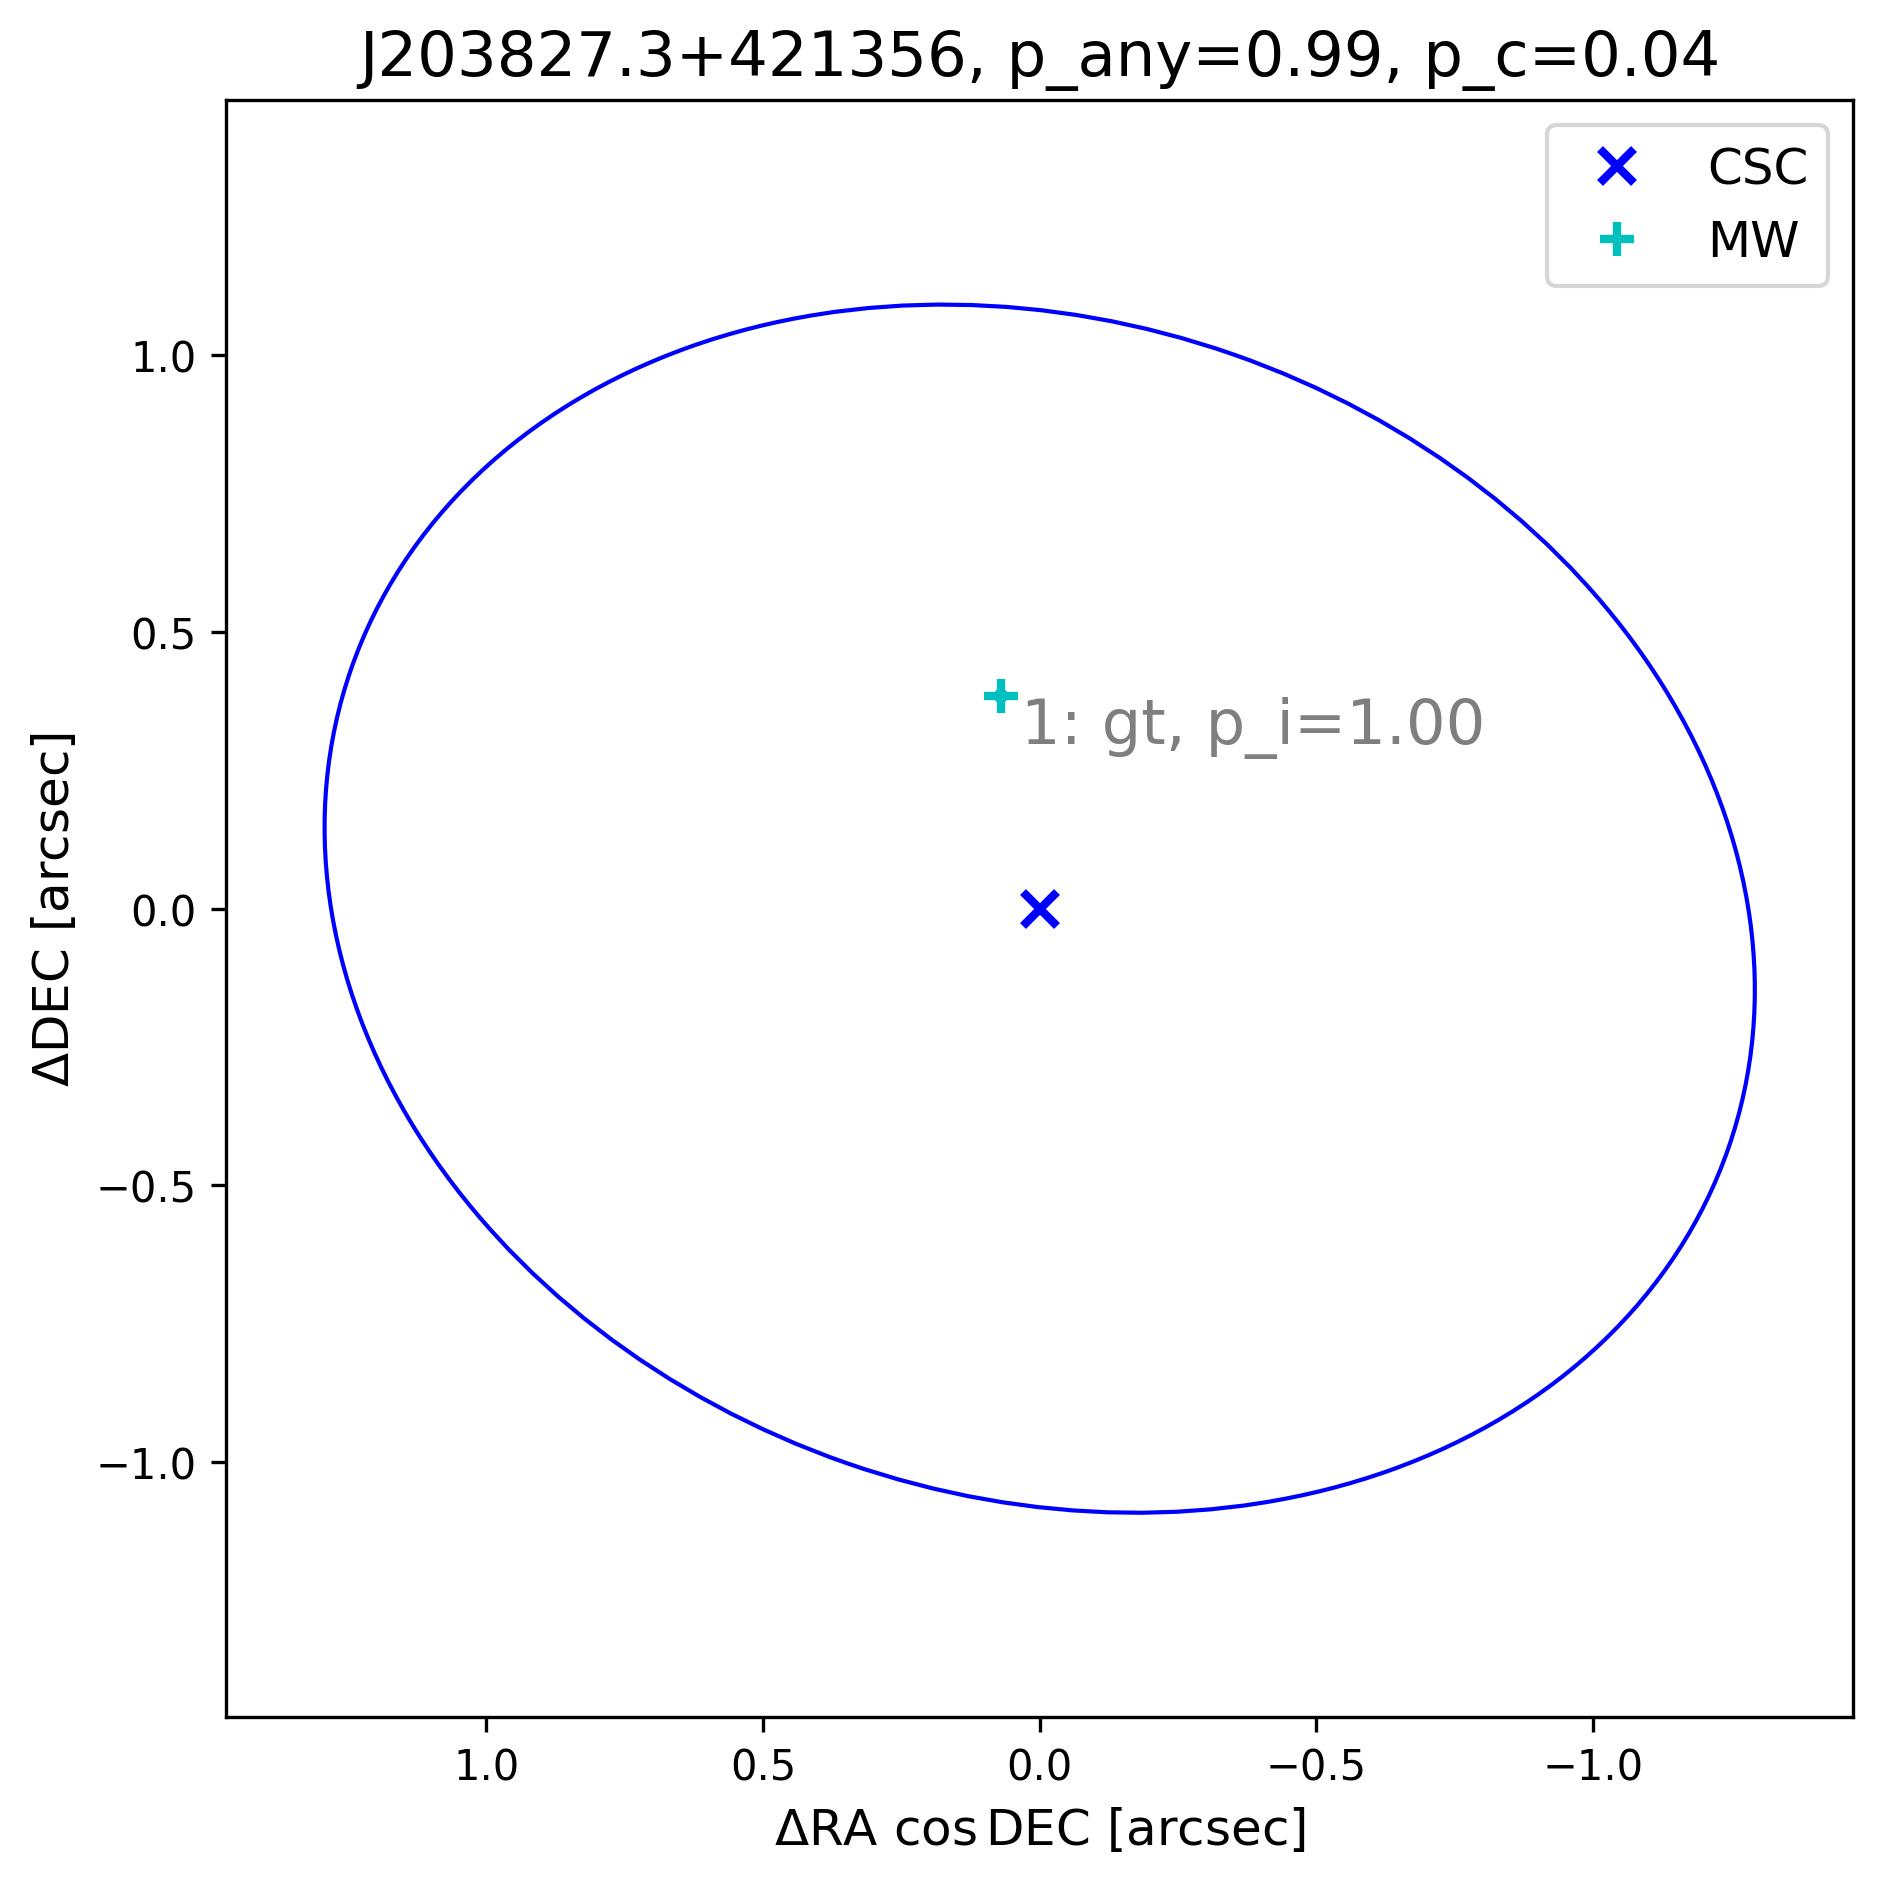 J203827.3+421356, p_any=0.99, p_c=0.04
CSC
MW
1.0
0.5
0.0
−0.5
−1.0
1: gt, p_i=1.00
ΔDEC [arcsec]
1.0
0.5
0.0
−0.5
−1.0
ΔRA cos DEC [arcsec]